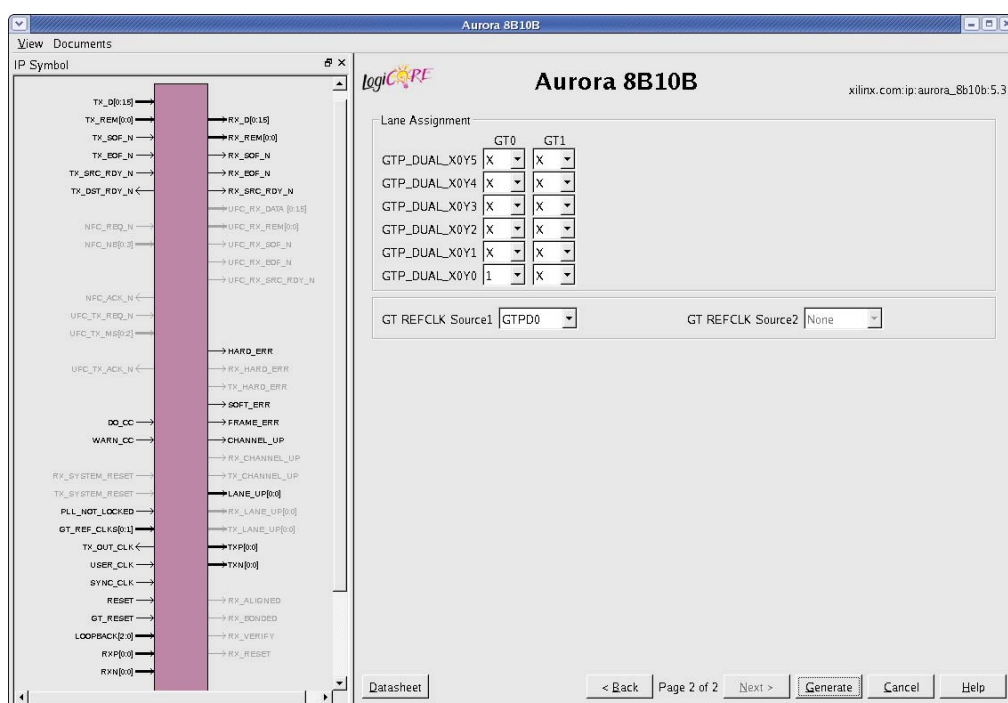 Aurora 8B10B
View Documents
IP Symbol
TX_D[0:15]
TX_REM[0:0]
TX_SOF_N
TX_EOF_N
TX_SRC_RDY_N
TX_DST_RDY_N
NFC_REQ_N
NFC_NB[0:3]
NFC_ACK_N
UFC_TX_REQ_N
UFC_TX_MS[0:2]
UFC_TX_ACK_N
DO_CC
WARN_CC
RX_SYSTEM_RESET
TX_SYSTEM_RESET
PLL_NOT_LOCKED
GT_REF_CLKS[0:1]
TX_OUT_CLK
USER_CLK
SYNC_CLK
RESET
GT_RESET
LOOPBACK[2:0]
RXP[0:0]
RXN[0:0]
RX_D[0:15]
RX_REM[0:0]
RX_SOF_N
RX_EOF_N
RX_SRC_RDY_N
UFC_RX_DATA [0:15]
UFC_RX_REM[0:0]
UFC_RX_SOF_N
UFC_RX_EOF_N
UFC_RX_SRC_RDY_N
HARD_ERR
RX_HARD_ERR
TX_HARD_ERR
SOFT_ERR
FRAME_ERR
CHANNEL_UP
RX_CHANNEL_UP
TX_CHANNEL_UP
LANE_UP[0:0]
RX_LANE_UP[0:0]
TX_LANE_UP[0:0]
TXP[0:0]
TXN[0:0]
RX_ALIGNED
RX_BONDED
RX_VERIFY
RX_RESET
LogiCORE
Aurora 8B10B
xilinx.com:ip:aurora_8b10b:5.3
Lane Assignment
GT0 GT1
GTP_DUAL_X0Y5 X X
GTP_DUAL_X0Y4 X X
GTP_DUAL_X0Y3 X X
GTP_DUAL_X0Y2 X X
GTP_DUAL_X0Y1 X X
GTP_DUAL_X0Y0 1 X
GT REFCLK Source1 GTPD0 GT REFCLK Source2 None
Datasheet < Back Page 2 of 2 Next > Generate Cancel Help